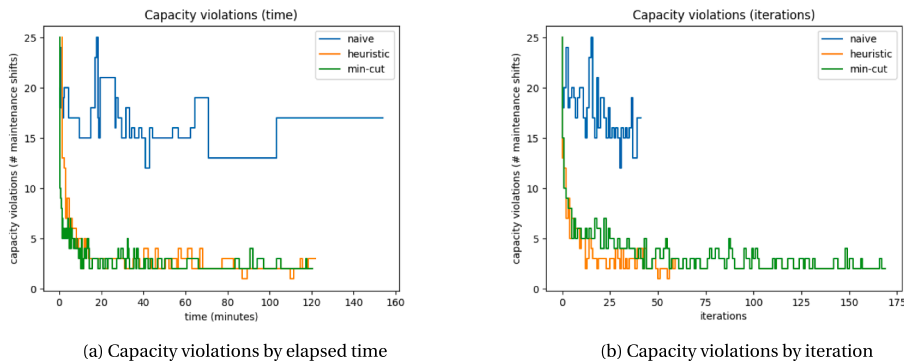 Capacity violations (time)
capacity violations (# maintenance shifts)
25
20
15
10
5
0
naive
heuristic
min-cut
0
20
40
60
80
100
120
140
160
time (minutes)
(a) Capacity violations by elapsed time
Capacity violations (iterations)
capacity violations (# maintenance shifts)
25
20
15
10
5
0
naive
heuristic
min-cut
0
25
50
75
100
125
150
175
iterations
(b) Capacity violations by iteration